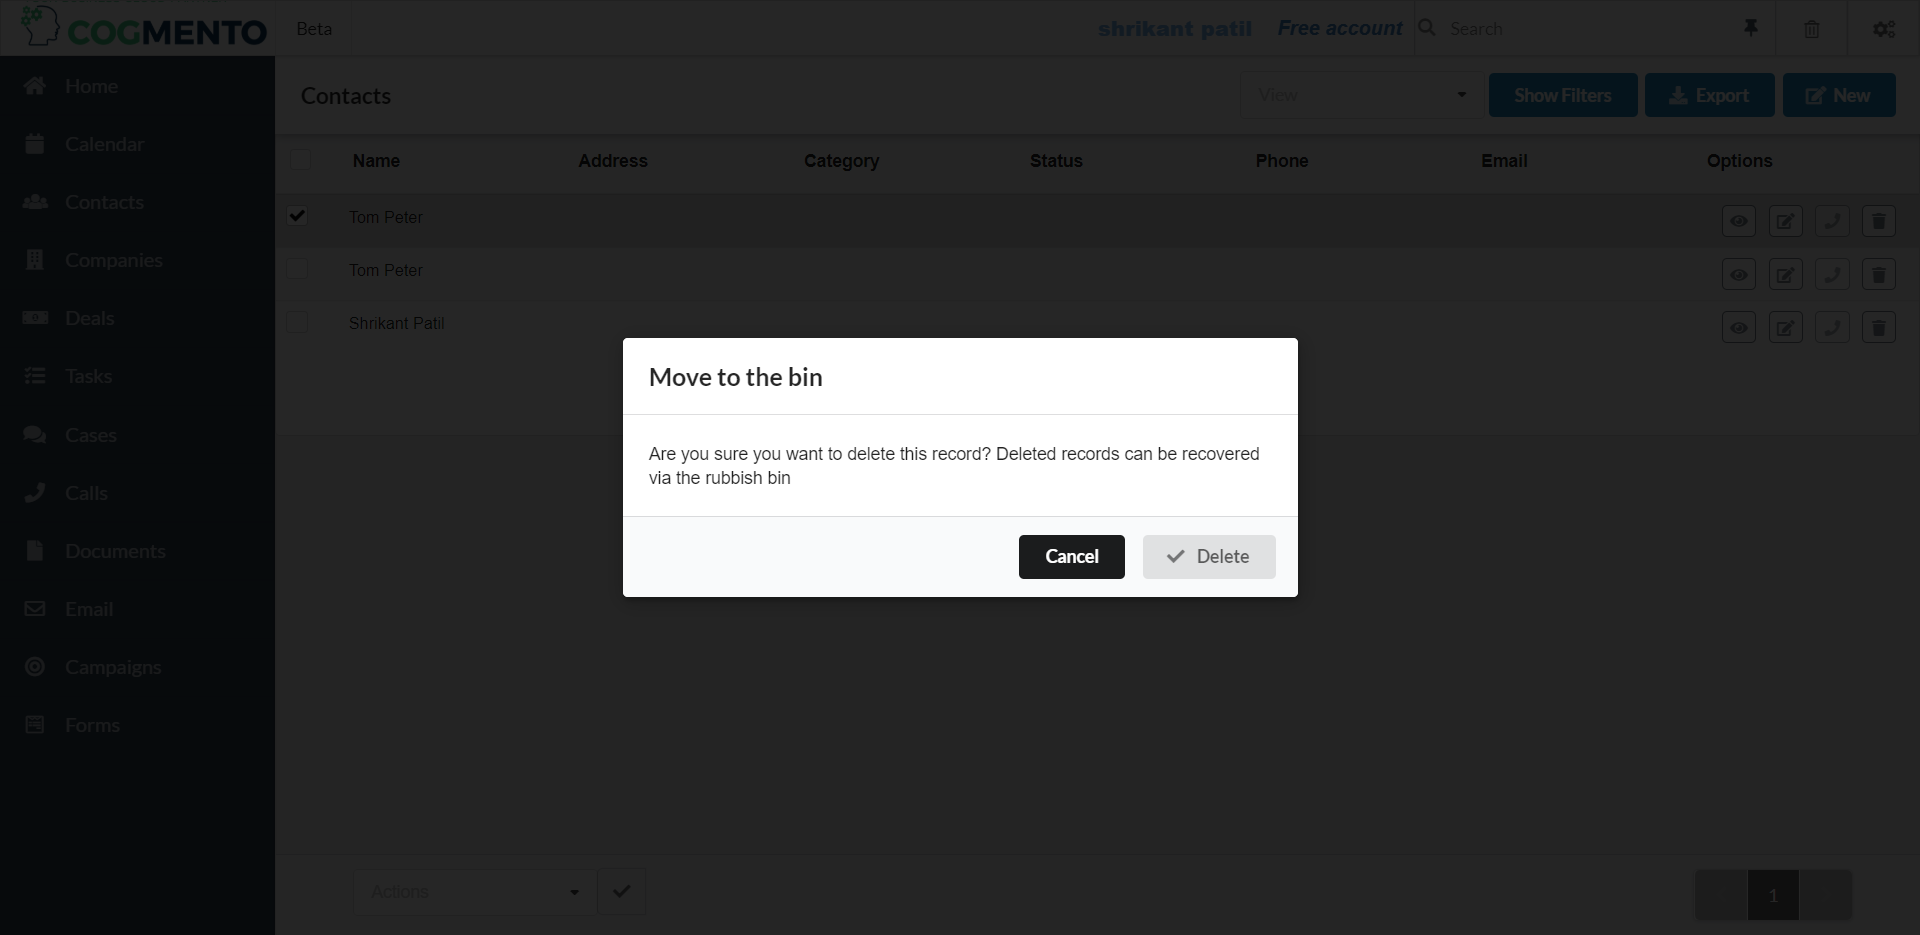 COGMENTO
Beta
shrikant patil
Free account
Search
Home
Calendar
Contacts
Companies
Deals
Tasks
Cases
Calls
Documents
Email
Campaigns
Forms
Contacts
View
Show Filters
Export
New
Name Address Category Status Phone Email Options
Tom Peter
Tom Peter
Shrikant Patil
Move to the bin
Are you sure you want to delete this record? Deleted records can be recovered
via the rubbish bin
Cancel
Delete
Actions
1